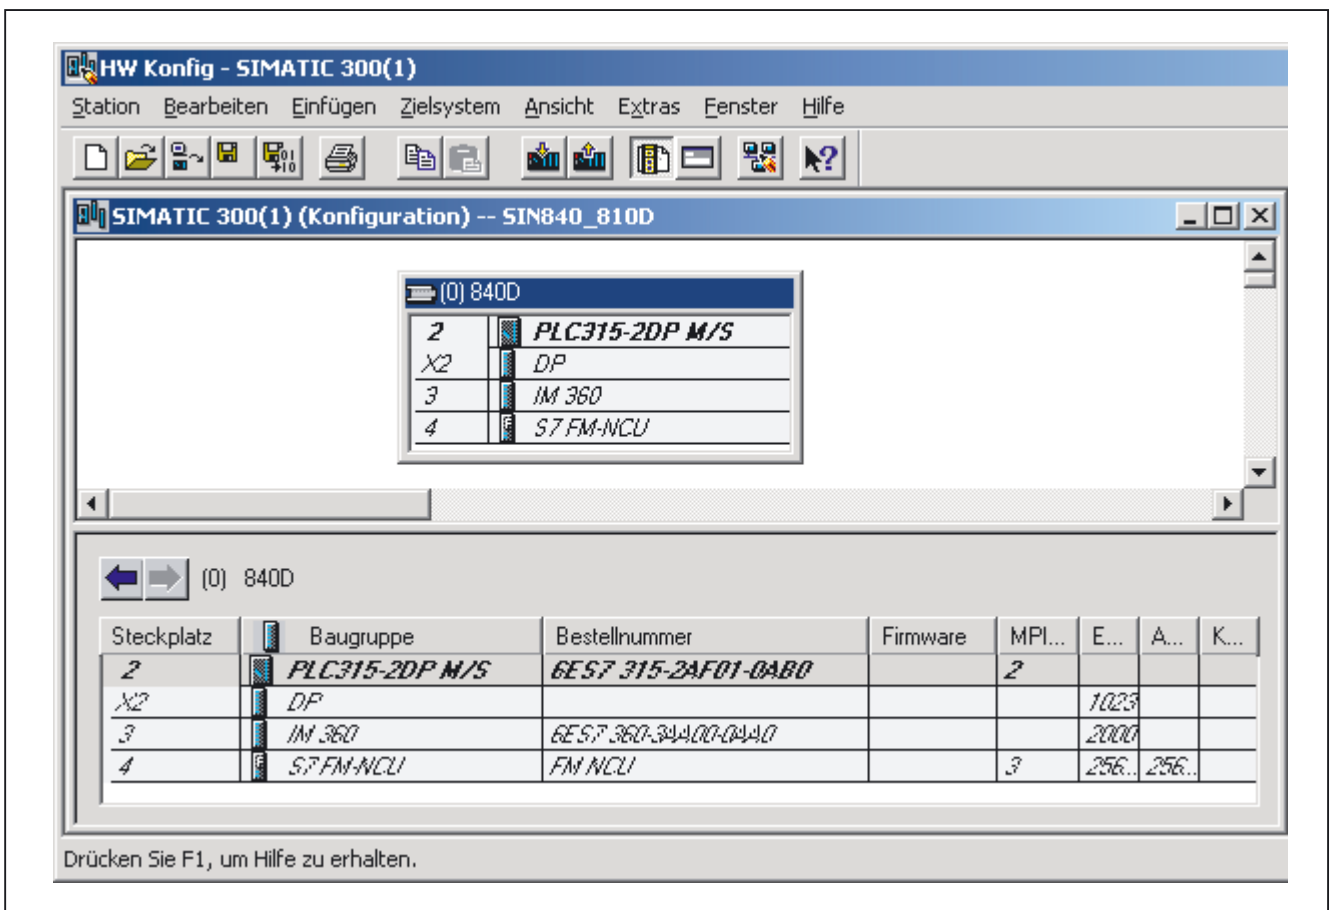 HW Konfig - SIMATIC 300(1)
Station Bearbeiten Einfügen Zielsystem Ansicht Extras Fenster Hilfe
SIMATIC 300(1) (Konfiguration) -- SIN840_810D
(0) 840D
2 PLC315-2DP M/S
X2 DP
3 IM 360
4 S7 FM-NCU
(0) 840D
Steckplatz Baugruppe Bestellnummer Firmware MPI... E... A... K...
2 PLC315-2DP M/S 6ES7 315-2AF01-0AB0 2
X2 DP 1023
3 IM 360 6ES7 360-3AA00-0AA0 2000
4 S7 FM-NCU FM NCU 3 256... 256...
Drücken Sie F1, um Hilfe zu erhalten.